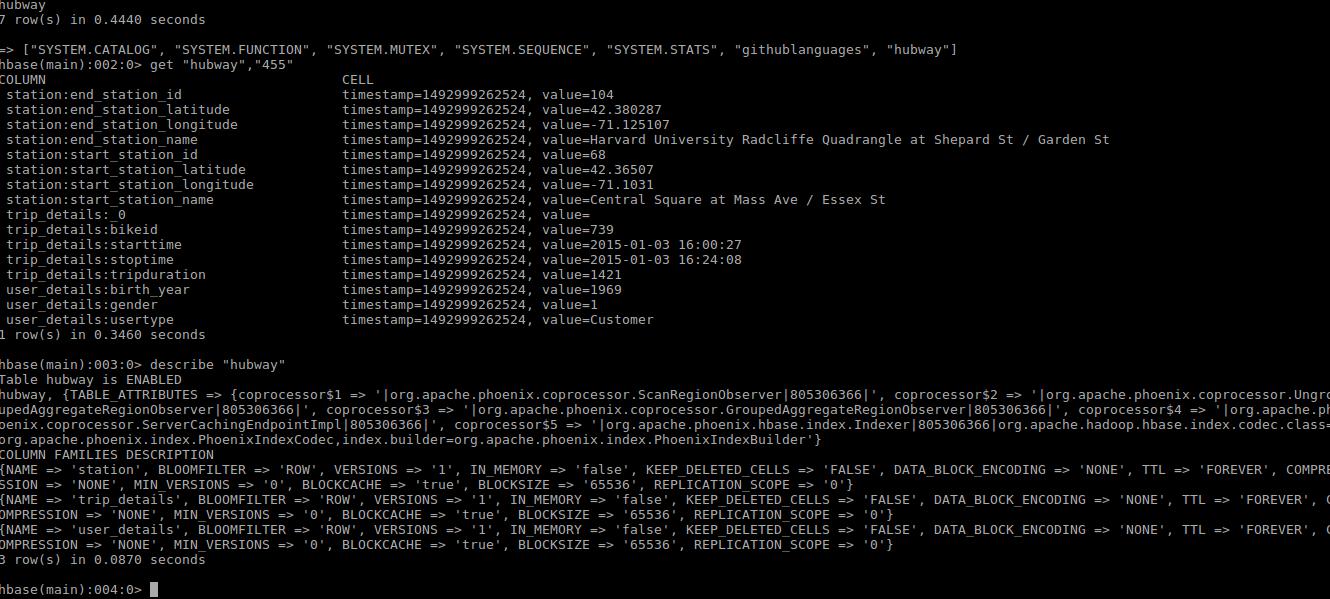 hubway
7 row(s) in 0.4440 seconds
=> ["SYSTEM.CATALOG", "SYSTEM.FUNCTION", "SYSTEM.MUTEX", "SYSTEM.SEQUENCE", "SYSTEM.STATS", "githublanguages", "hubway"]
hbase(main):002:0> get "hubway","455"
COLUMN CELL
station:end_station_id timestamp=1492999262524, value=104
station:end_station_latitude timestamp=1492999262524, value=42.380287
station:end_station_longitude timestamp=1492999262524, value=-71.125107
station:end_station_name timestamp=1492999262524, value=Harvard University Radcliffe Quadrangle at Shepard St / Garden St
station:start_station_id timestamp=1492999262524, value=68
station:start_station_latitude timestamp=1492999262524, value=42.36507
station:start_station_longitude timestamp=1492999262524, value=-71.1031
station:start_station_name timestamp=1492999262524, value=Central Square at Mass Ave / Essex St
trip_details:_0 timestamp=1492999262524, value=
trip_details:bikeid timestamp=1492999262524, value=739
trip_details:starttime timestamp=1492999262524, value=2015-01-03 16:00:27
trip_details:stoptime timestamp=1492999262524, value=2015-01-03 16:24:08
trip_details:tripduration timestamp=1492999262524, value=1421
user_details:birth_year timestamp=1492999262524, value=1969
user_details:gender timestamp=1492999262524, value=1
user_details:usertype timestamp=1492999262524, value=Customer
1 row(s) in 0.3460 seconds
hbase(main):003:0> describe "hubway"
Table hubway is ENABLED
hubway, {TABLE_ATTRIBUTES => {coprocessor$1 => '|org.apache.phoenix.coprocessor.ScanRegionObserver|805306366|', coprocessor$2 => '|org.apache.phoenix.coprocessor.Ungro
upedAggregateRegionObserver|805306366|', coprocessor$3 => '|org.apache.phoenix.coprocessor.GroupedAggregateRegionObserver|805306366|', coprocessor$4 => '|org.apache.ph
oenix.coprocessor.ServerCachingEndpointImpl|805306366|', coprocessor$5 => '|org.apache.phoenix.hbase.index.Indexer|805306366|org.apache.hadoop.hbase.index.codec.class=
org.apache.phoenix.index.PhoenixIndexCodec,index.builder=org.apache.phoenix.index.PhoenixIndexBuilder'}
COLUMN FAMILIES DESCRIPTION
{NAME => 'station', BLOOMFILTER => 'ROW', VERSIONS => '1', IN_MEMORY => 'false', KEEP_DELETED_CELLS => 'FALSE', DATA_BLOCK_ENCODING => 'NONE', TTL => 'FOREVER', COMPRE
SSION => 'NONE', MIN_VERSIONS => '0', BLOCKCACHE => 'true', BLOCKSIZE => '65536', REPLICATION_SCOPE => '0'}
{NAME => 'trip_details', BLOOMFILTER => 'ROW', VERSIONS => '1', IN_MEMORY => 'false', KEEP_DELETED_CELLS => 'FALSE', DATA_BLOCK_ENCODING => 'NONE', TTL => 'FOREVER', C
OMPRESSION => 'NONE', MIN_VERSIONS => '0', BLOCKCACHE => 'true', BLOCKSIZE => '65536', REPLICATION_SCOPE => '0'}
{NAME => 'user_details', BLOOMFILTER => 'ROW', VERSIONS => '1', IN_MEMORY => 'false', KEEP_DELETED_CELLS => 'FALSE', DATA_BLOCK_ENCODING => 'NONE', TTL => 'FOREVER', C
OMPRESSION => 'NONE', MIN_VERSIONS => '0', BLOCKCACHE => 'true', BLOCKSIZE => '65536', REPLICATION_SCOPE => '0'}
3 row(s) in 0.0870 seconds
hbase(main):004:0>